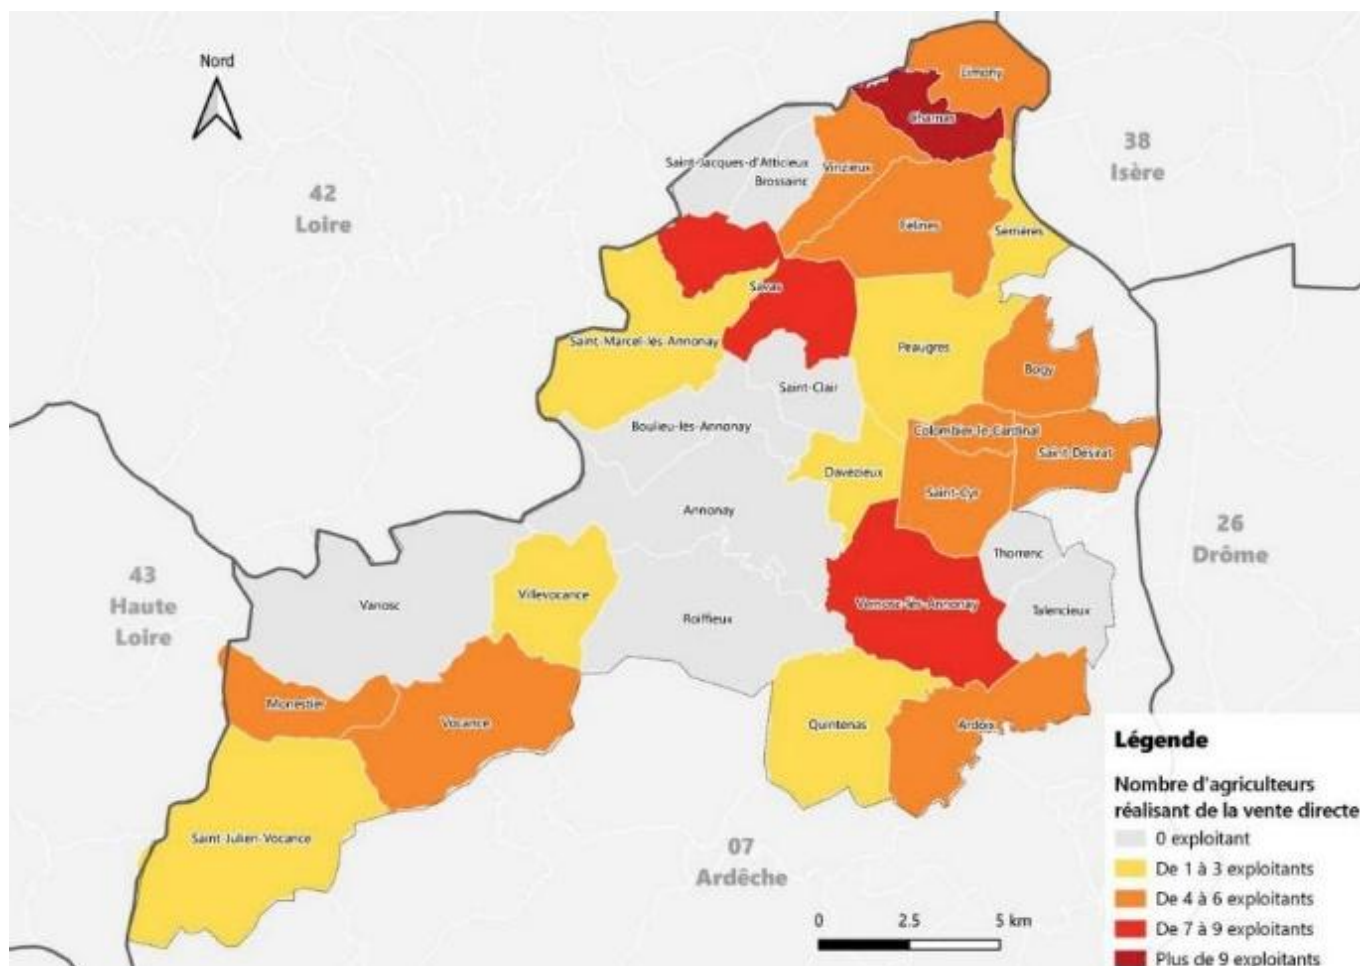 Nord
Limony
Charnas
38
Isère
Saint-Jacques-d'Atticieux
Brossainc
Vinzieux
42
Loire
Félines
Serrières
Savas
Saint-Marcel-lès-Annonay
Peaugres
Bogy
Saint-Clair
Boulieu-lès-Annonay
Colombier-le-Cardinal
Saint-Désirat
Davézieux
Saint-Cyr
Annonay
26
Drôme
Thorrenc
43
Haute
Loire
Vanosc
Villevocance
Roiffieux
Vernosc-lès-Annonay
Talencieux
Monestier
Vocance
Quintenas
Ardoix
Légende
Nombre d'agriculteurs
réalisant de la vente directe
0 exploitant
De 1 à 3 exploitants
De 4 à 6 exploitants
De 7 à 9 exploitants
Plus de 9 exploitants
Saint-Julien-Vocance
07
Ardèche
0 2.5 5 km